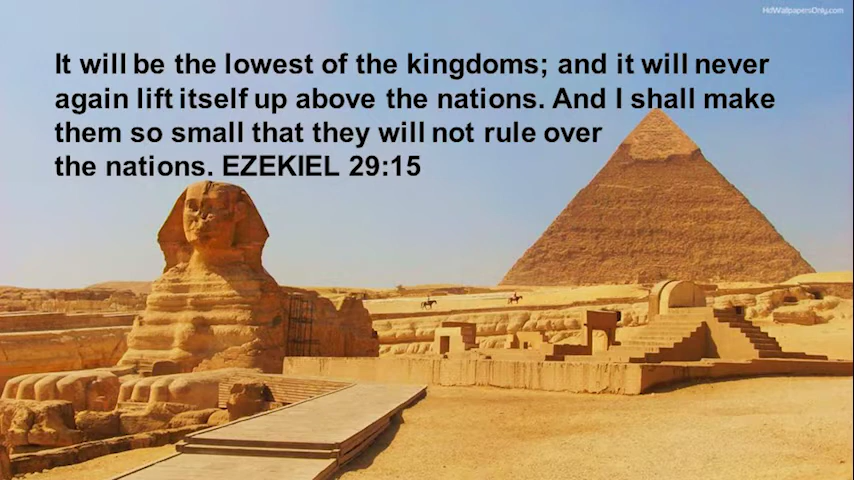 HdWallpapersOnly.com
It will be the lowest of the kingdoms; and it will never
again lift itself up above the nations. And I shall make
them so small that they will not rule over
the nations. EZEKIEL 29:15